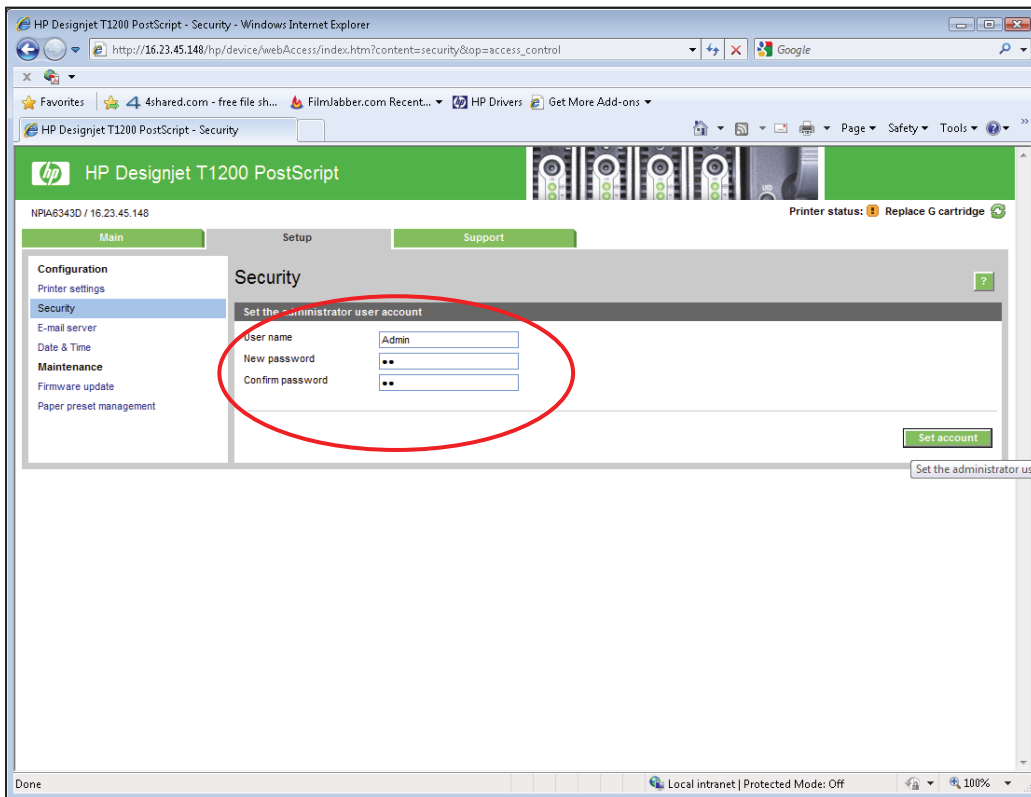 HP Designjet T1200 PostScript - Security - Windows Internet Explorer
http://16.23.45.148/hp/device/webAccess/index.htm?content=security&op=access_control
Google
x
Favorites 4shared.com - free file sh... FilmJabber.com Recent... HP Drivers Get More Add-ons
HP Designjet T1200 PostScript - Security
Page Safety Tools »
hp HP Designjet T1200 PostScript
UID
NPIA6343D / 16.23.45.148
Printer status: ! Replace G cartridge
Main Setup Support
Configuration
Printer settings
Security
E-mail server
Date & Time
Maintenance
Firmware update
Paper preset management
Security
?
Set the administrator user account
User name Admin
New password ••
Confirm password ••
Set account
Set the administrator us
Done
Local intranet | Protected Mode: Off
100%